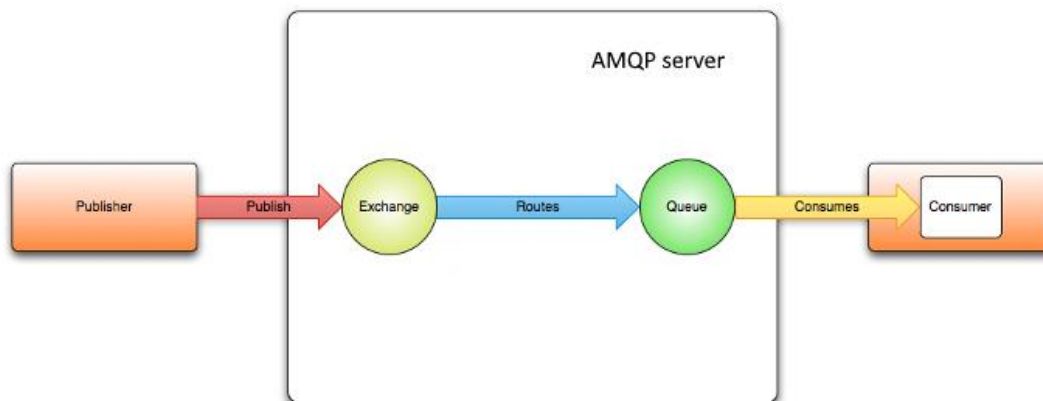 AMQP server
Publisher
Publish
Exchange
Routes
Queue
Consumes
Consumer